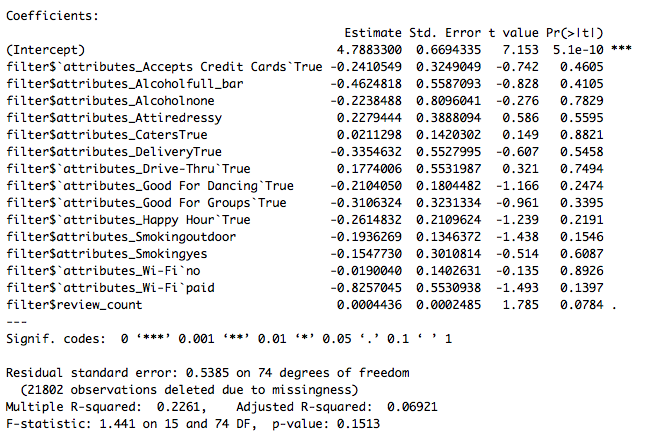 Coefficients:
                                          Estimate Std. Error t value Pr(>|t|)
(Intercept)                              4.7883300  0.6694335   7.153  5.1e-10 ***
filter$`attributes_Accepts Credit Cards`True -0.2410549  0.3249049  -0.742   0.4605
filter$attributes_Alcoholfull_bar       -0.4624818  0.5587093  -0.828   0.4105
filter$attributes_Alcoholnone           -0.2238488  0.8096041  -0.276   0.7829
filter$attributes_Attiredressy           0.2279444  0.3888094   0.586   0.5595
filter$attributes_CatersTrue             0.0211298  0.1420302   0.149   0.8821
filter$attributes_DeliveryTrue          -0.3354632  0.5527995  -0.607   0.5458
filter$`attributes_Drive-Thru`True       0.1774006  0.5531987   0.321   0.7494
filter$`attributes_Good For Dancing`True -0.2104050  0.1804482  -1.166   0.2474
filter$`attributes_Good For Groups`True -0.3106324  0.3231334  -0.961   0.3395
filter$`attributes_Happy Hour`True      -0.2614832  0.2109624  -1.239   0.2191
filter$attributes_Smokingoutdoor        -0.1936269  0.1346372  -1.438   0.1546
filter$attributes_Smokingyes            -0.1547730  0.3010814  -0.514   0.6087
filter$`attributes_Wi-Fi`no             -0.0190040  0.1402631  -0.135   0.8926
filter$`attributes_Wi-Fi`paid           -0.8257045  0.5530938  -1.493   0.1397
filter$review_count                      0.0004436  0.0002485   1.785   0.0784 .
---
Signif. codes:  0 ‘***’ 0.001 ‘**’ 0.01 ‘*’ 0.05 ‘.’ 0.1 ‘ ’ 1
Residual standard error: 0.5385 on 74 degrees of freedom
  (21802 observations deleted due to missingness)
Multiple R-squared:  0.2261,	Adjusted R-squared:  0.06921
F-statistic: 1.441 on 15 and 74 DF,  p-value: 0.1513